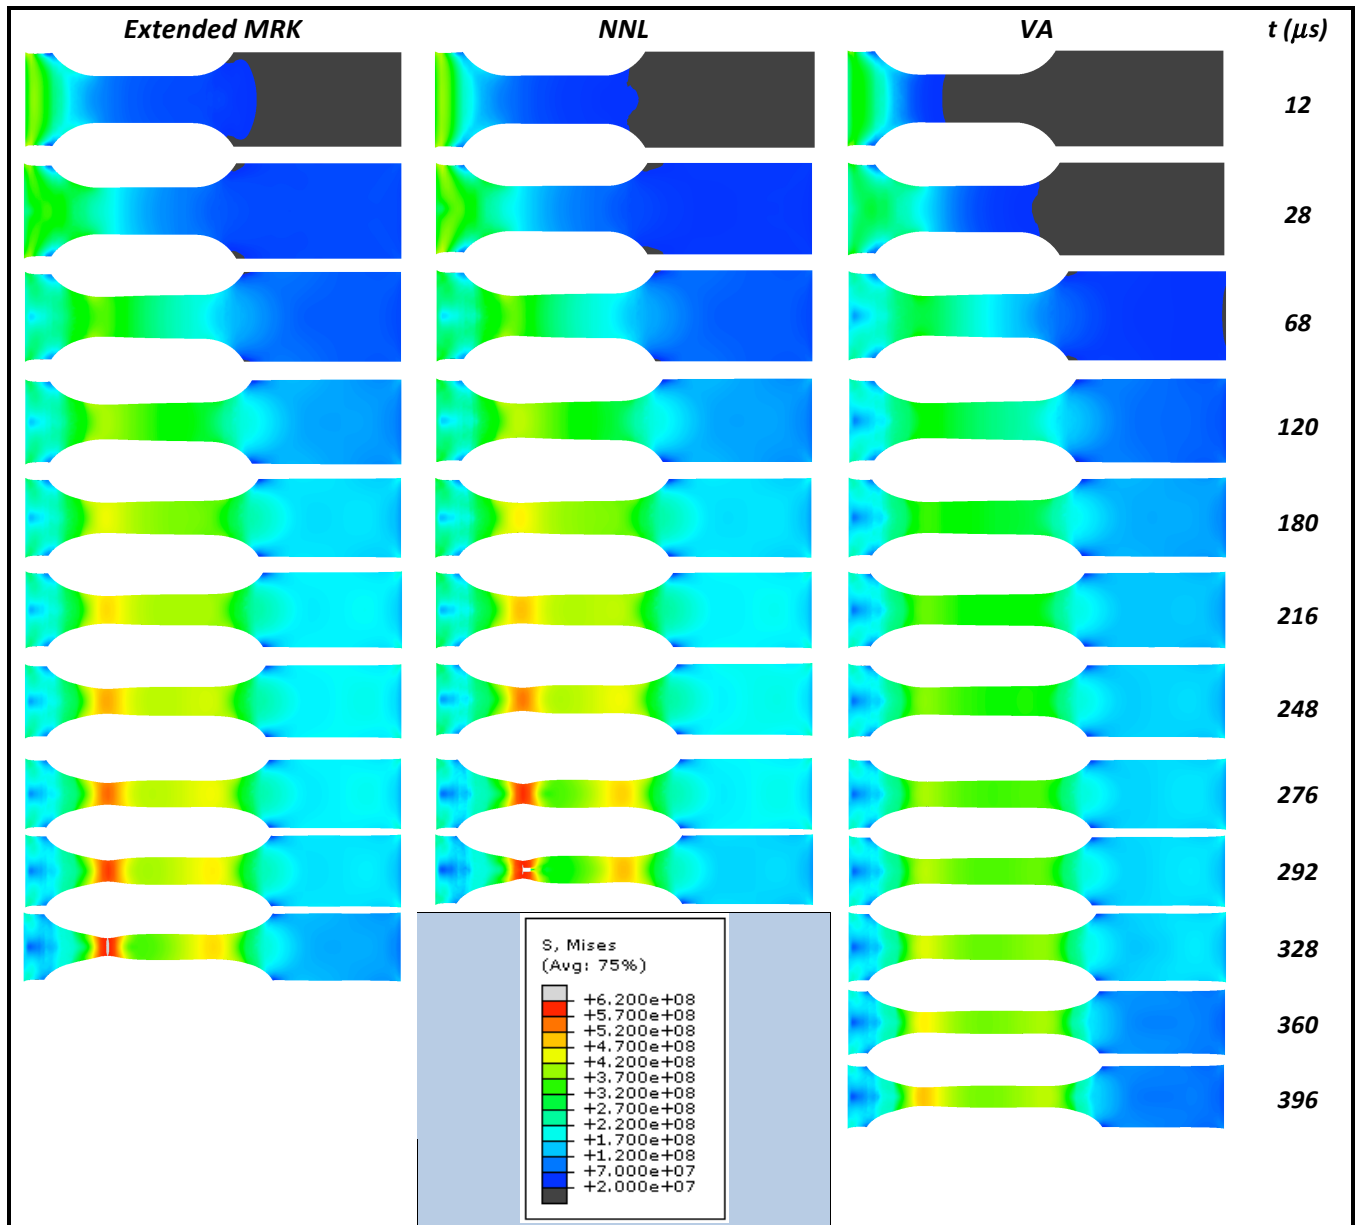 Extended MRK NNL VA t (μs)
12
28
68
120
180
216
248
276
292
328
360
396
S, Mises
(Avg: 75%)
+6.200e+08
+5.700e+08
+5.200e+08
+4.700e+08
+4.200e+08
+3.700e+08
+3.200e+08
+2.700e+08
+2.200e+08
+1.700e+08
+1.200e+08
+7.000e+07
+2.000e+07